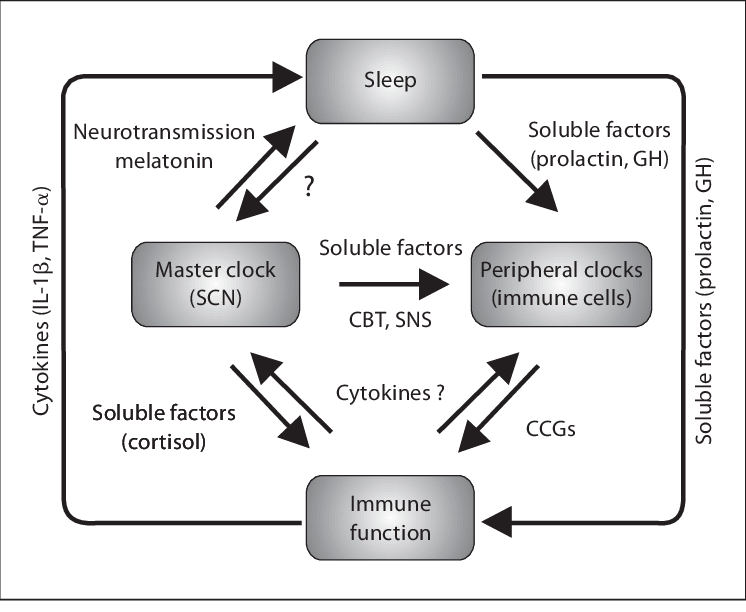 Sleep
Neurotransmission
melatonin
?
Soluble factors
(prolactin, GH)
Cytokines (IL-1β, TNF-α)
Master clock
(SCN)
Soluble factors
CBT, SNS
Peripheral clocks
(immune cells)
Soluble factors (prolactin, GH)
Soluble factors
(cortisol)
Cytokines ?
CCGs
Immune
function